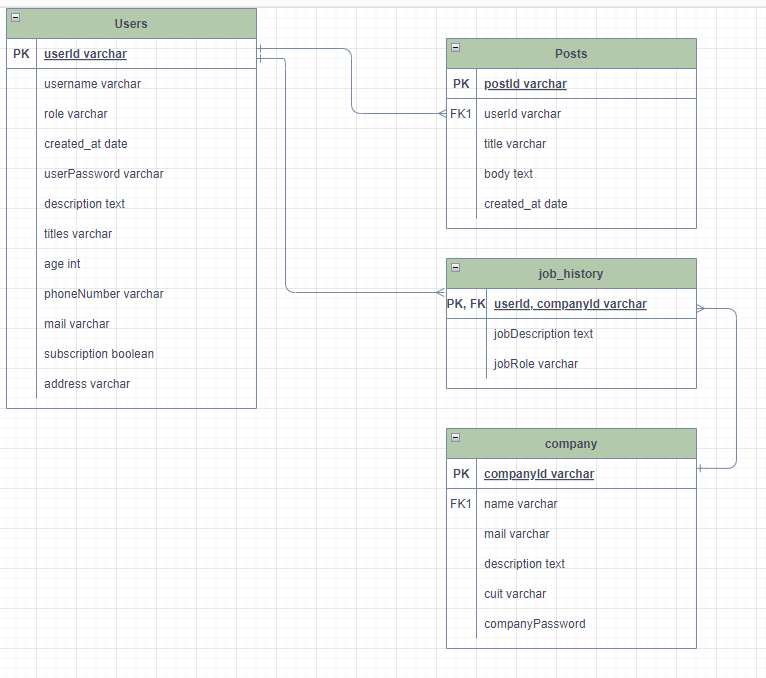 Users
PK userId varchar
username varchar
role varchar
created_at date
userPassword varchar
description text
titles varchar
age int
phoneNumber varchar
mail varchar
subscription boolean
address varchar
Posts
PK postId varchar
FK1 userId varchar
title varchar
body text
created_at date
job_history
PK, FK userId, companyId varchar
jobDescription text
jobRole varchar
company
PK companyId varchar
FK1 name varchar
mail varchar
description text
cuit varchar
companyPassword